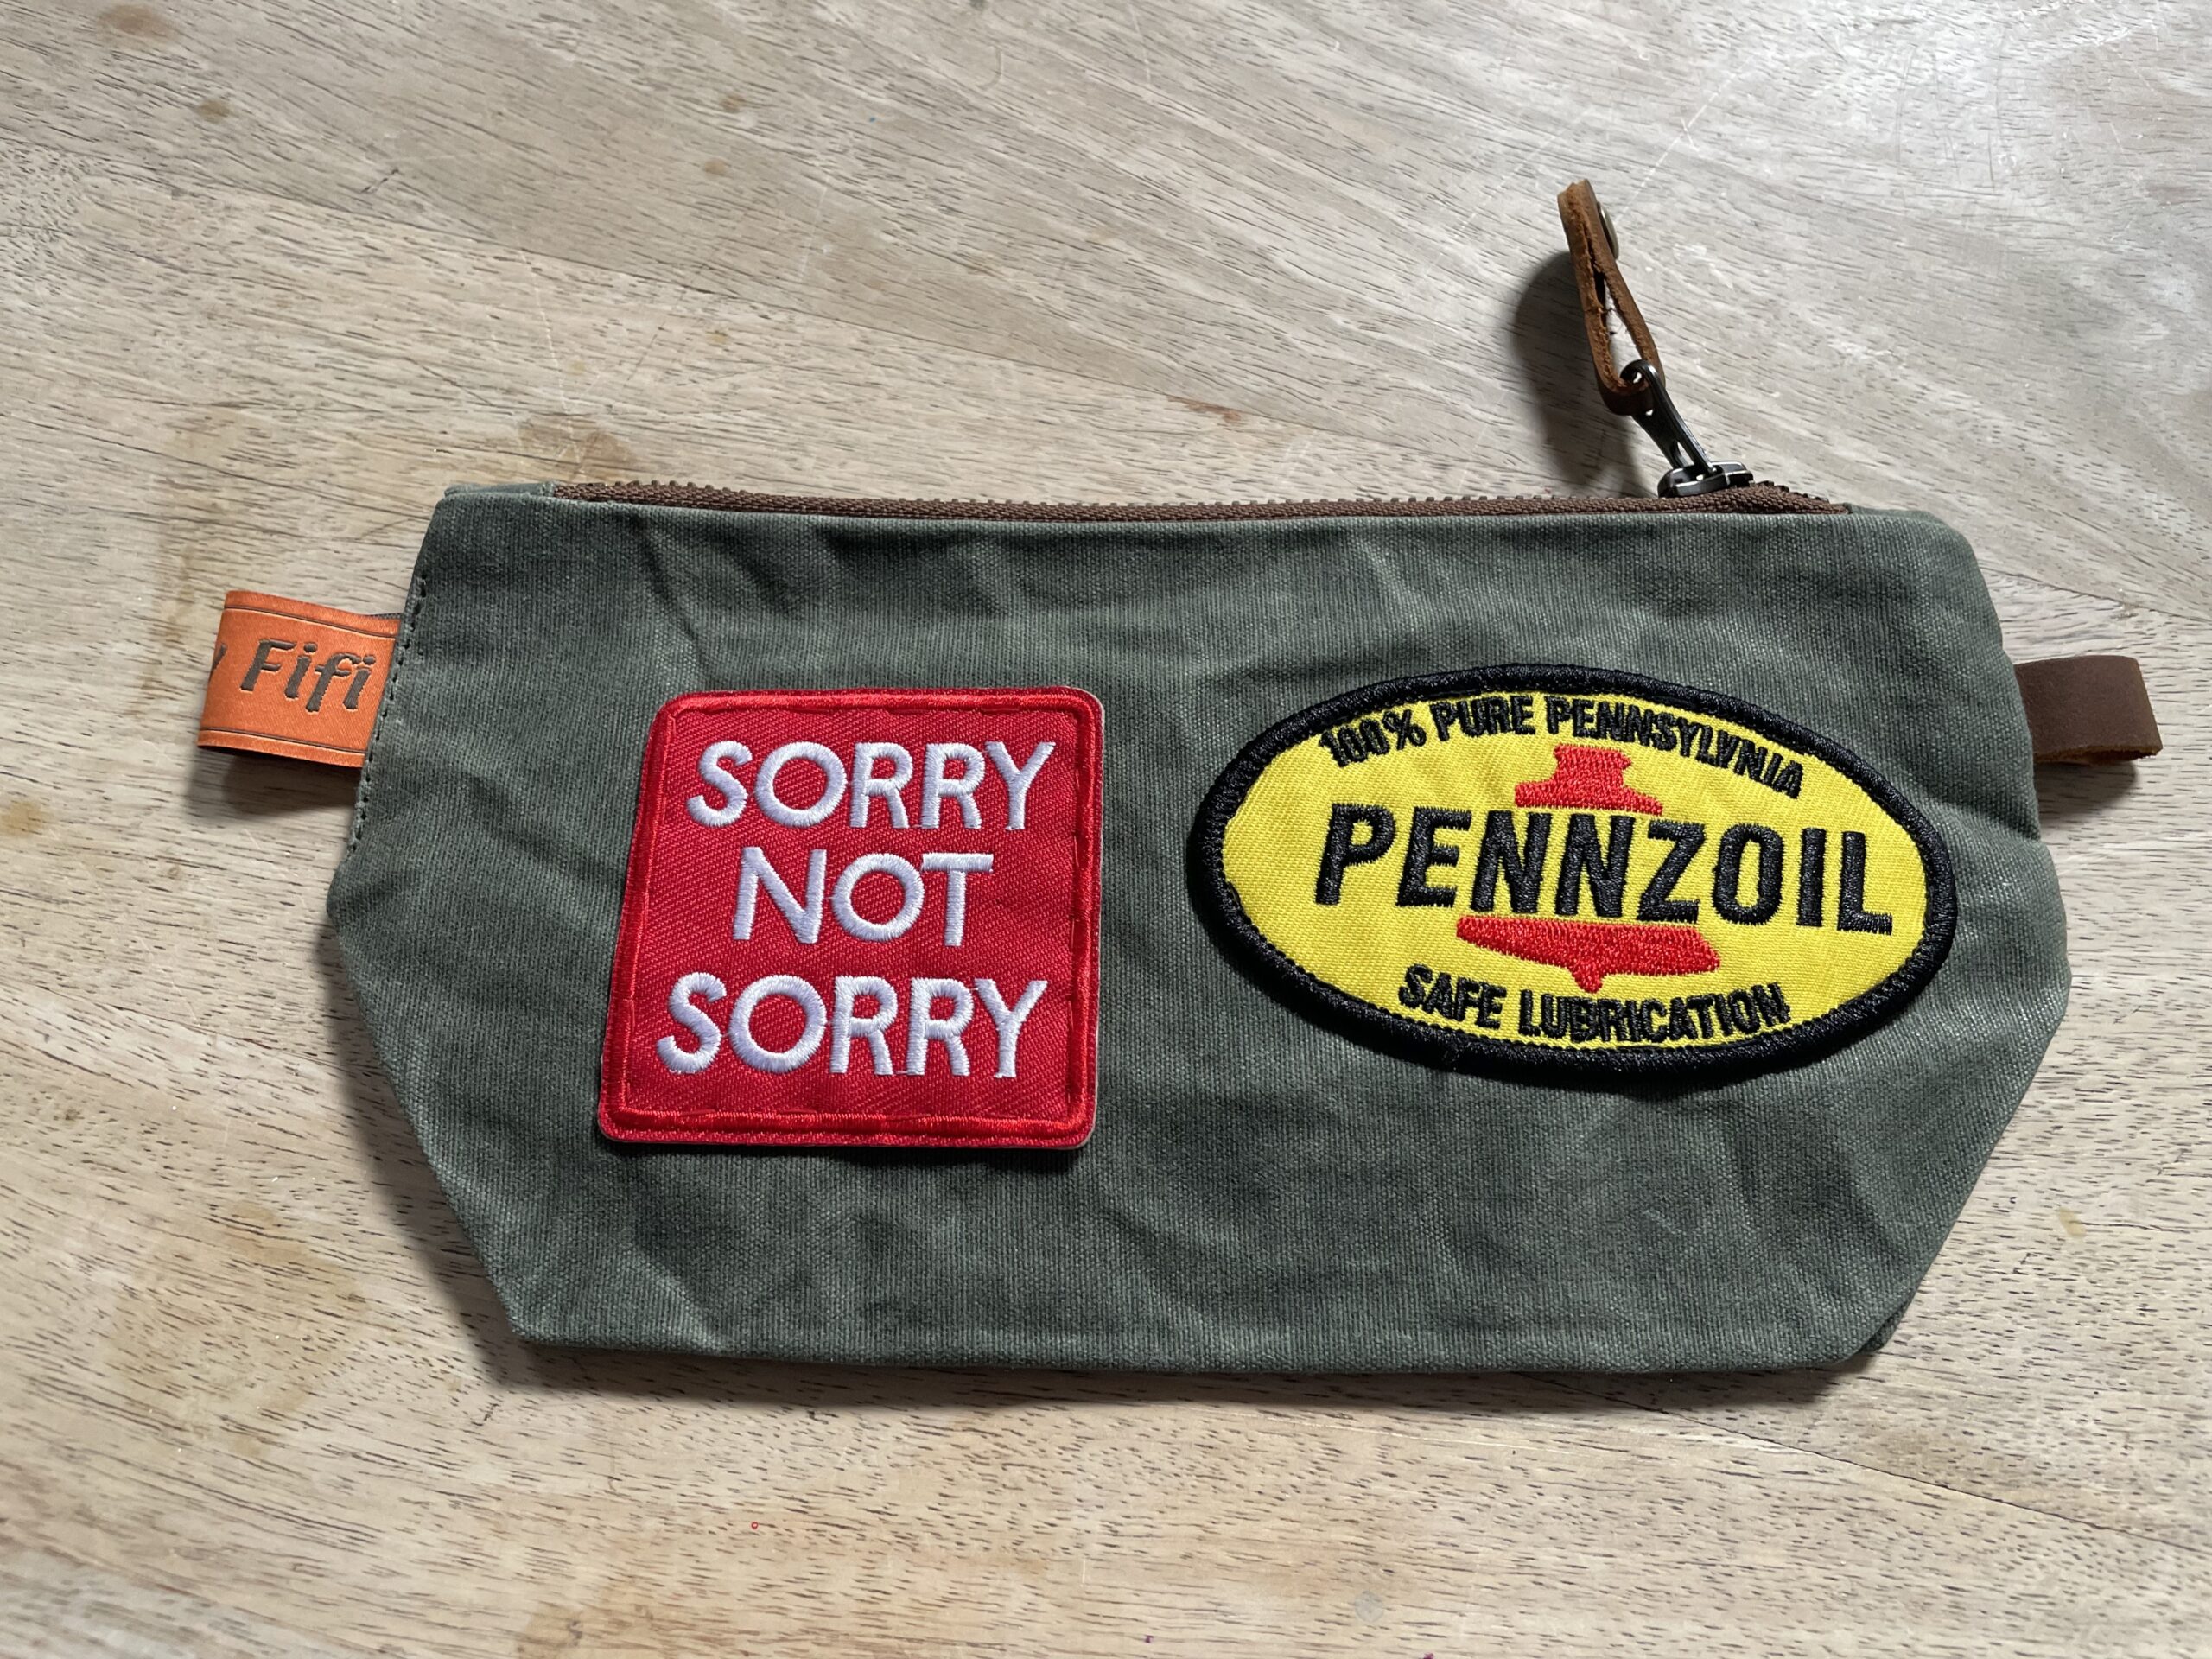 Fifi
SORRY
NOT
SORRY
100% PURE PENNSYLVNIA
PENNZOIL
SAFE LUBRICATION